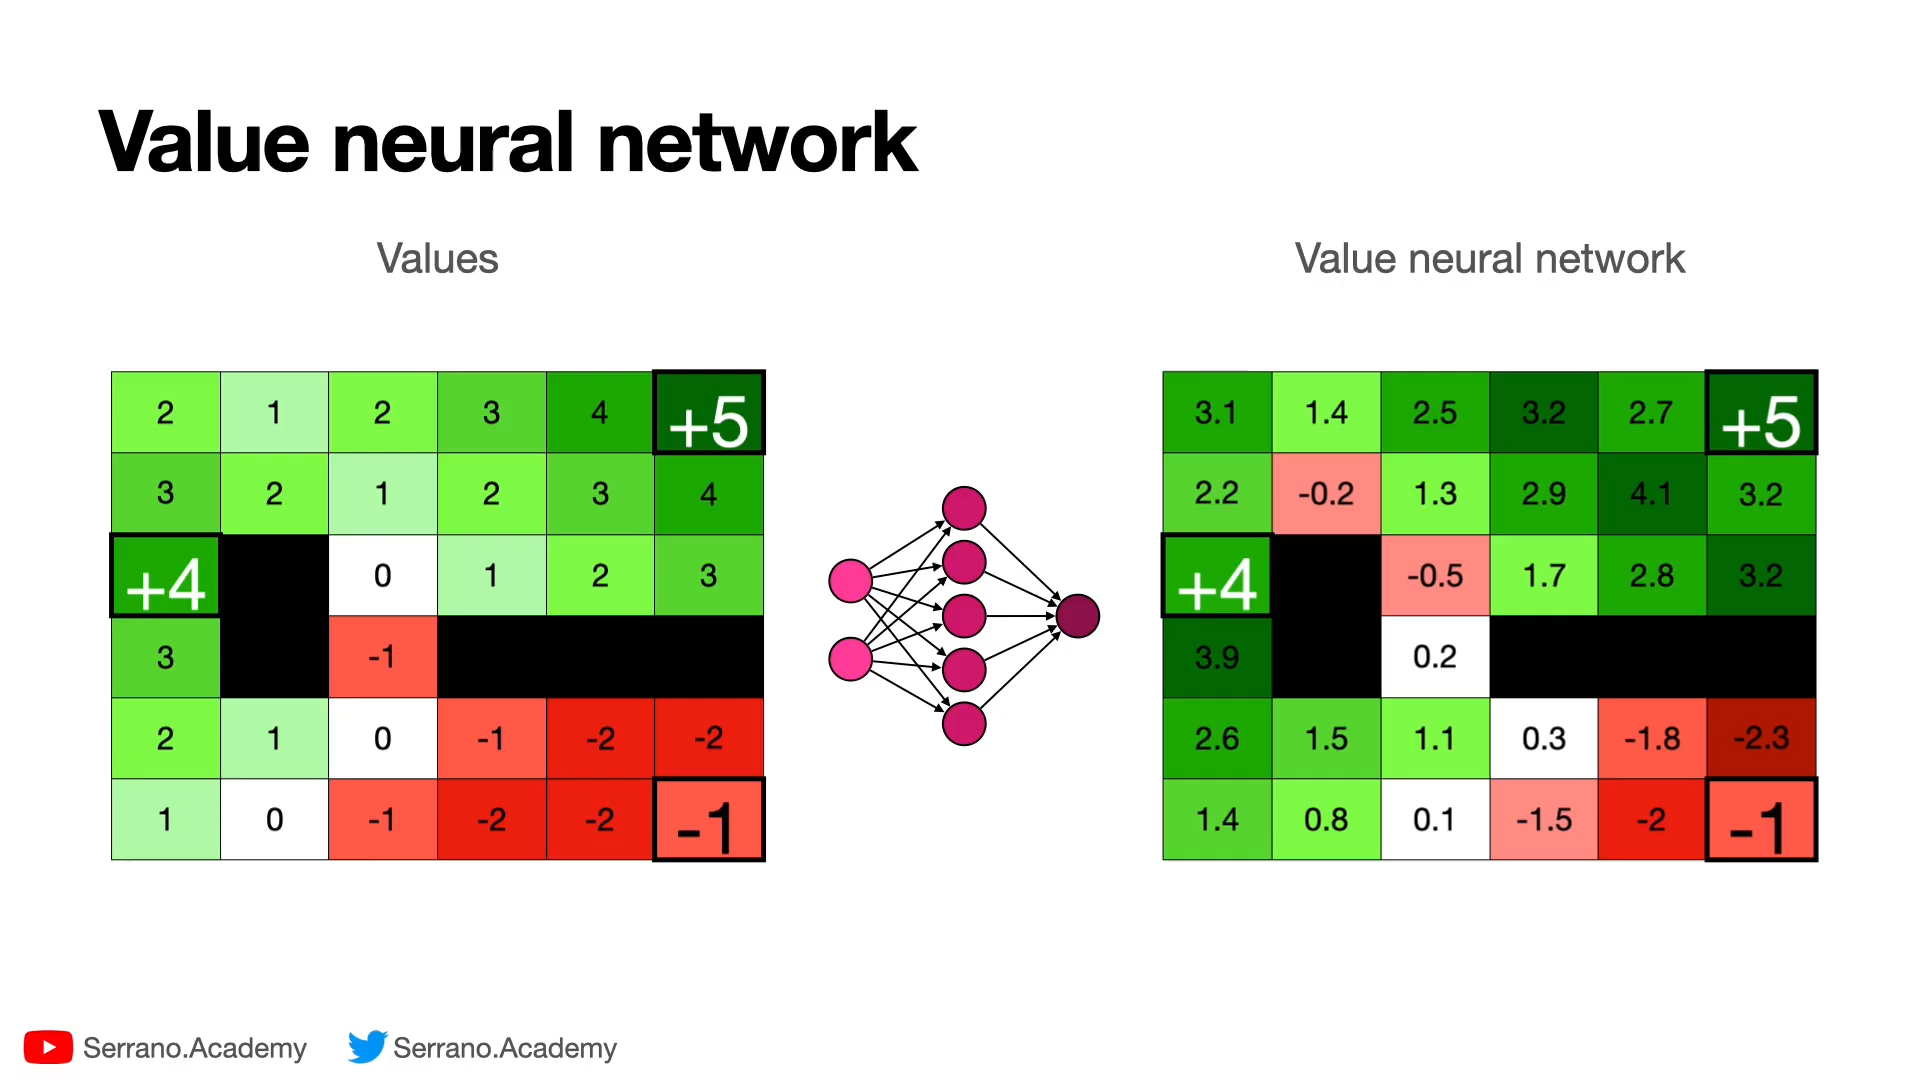 Value neural network
Values
Value neural network
2 1 2 3 4 +5
3 2 1 2 3 4
+4 0 1 2 3
3 -1
2 1 0 -1 -2 -2
1 0 -1 -2 -2 -1
3.1 1.4 2.5 3.2 2.7 +5
2.2 -0.2 1.3 2.9 4.1 3.2
+4 -0.5 1.7 2.8 3.2
3.9 0.2
2.6 1.5 1.1 0.3 -1.8 -2.3
1.4 0.8 0.1 -1.5 -2 -1
Serrano.Academy
Serrano.Academy